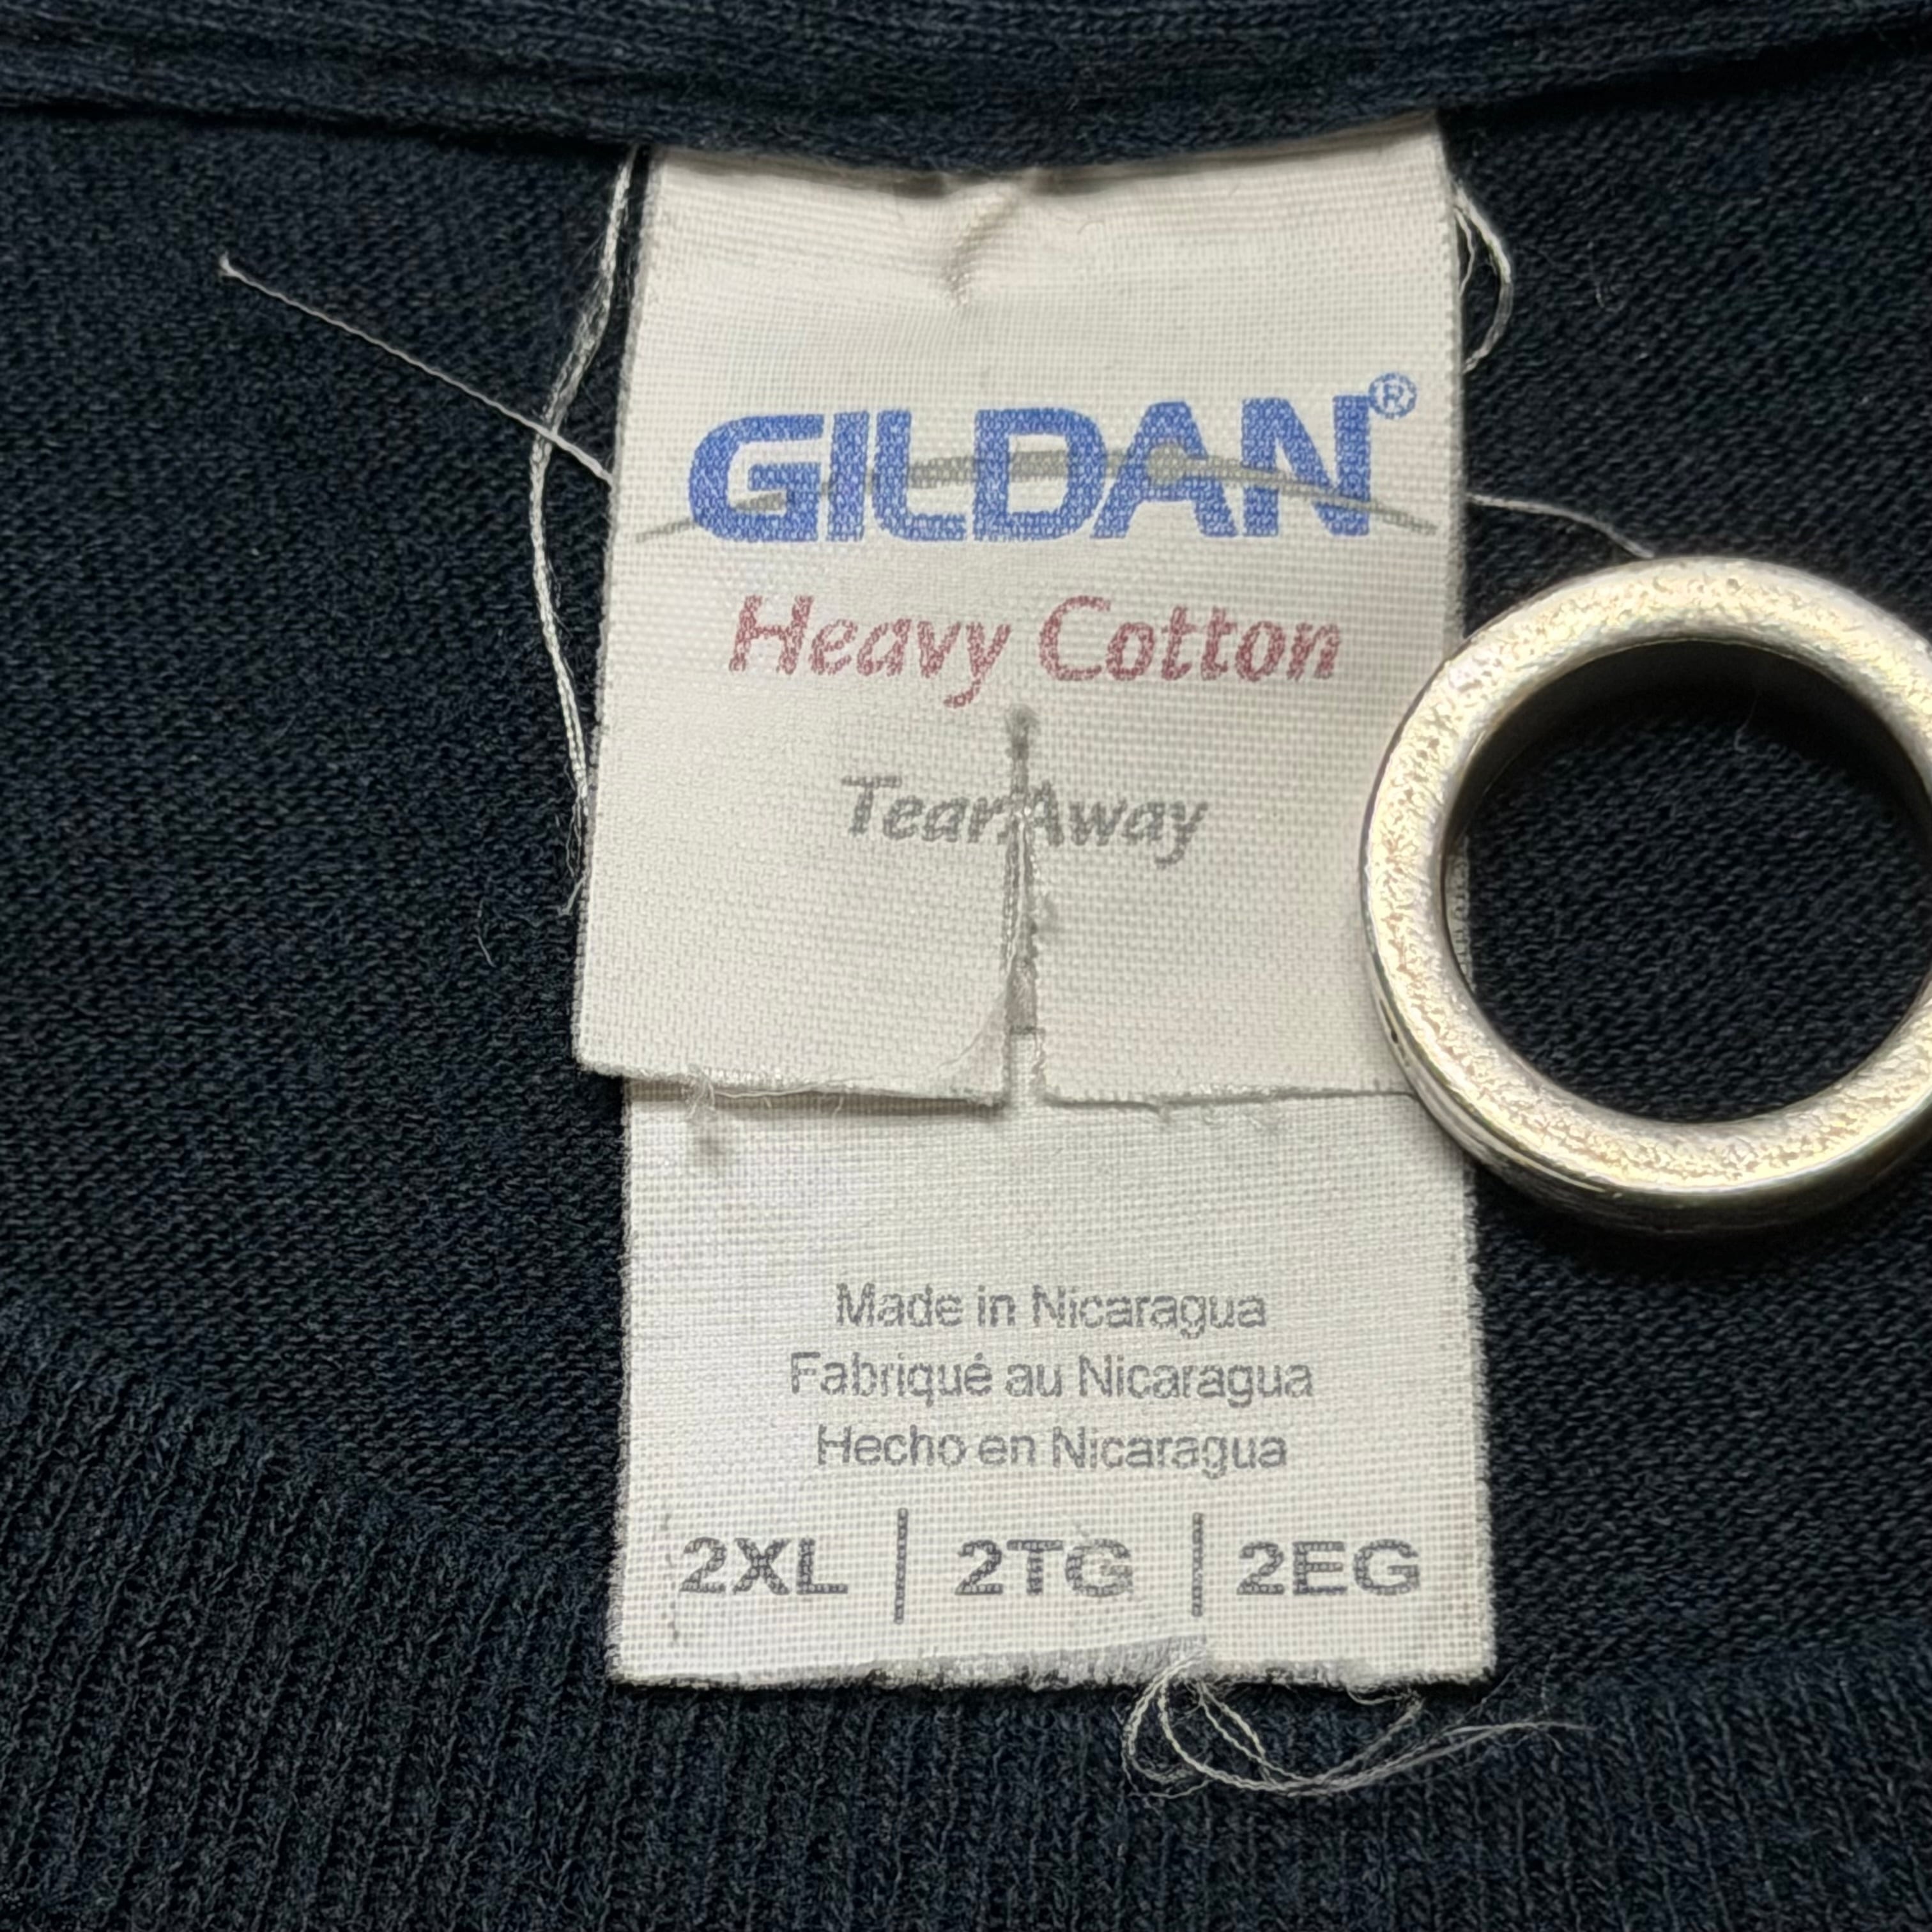 GILDAN®
Heavy Cotton
TearAway
Made in Nicaragua
Fabriqué au Nicaragua
Hecho en Nicaragua
2XL | 2TG | 2EG